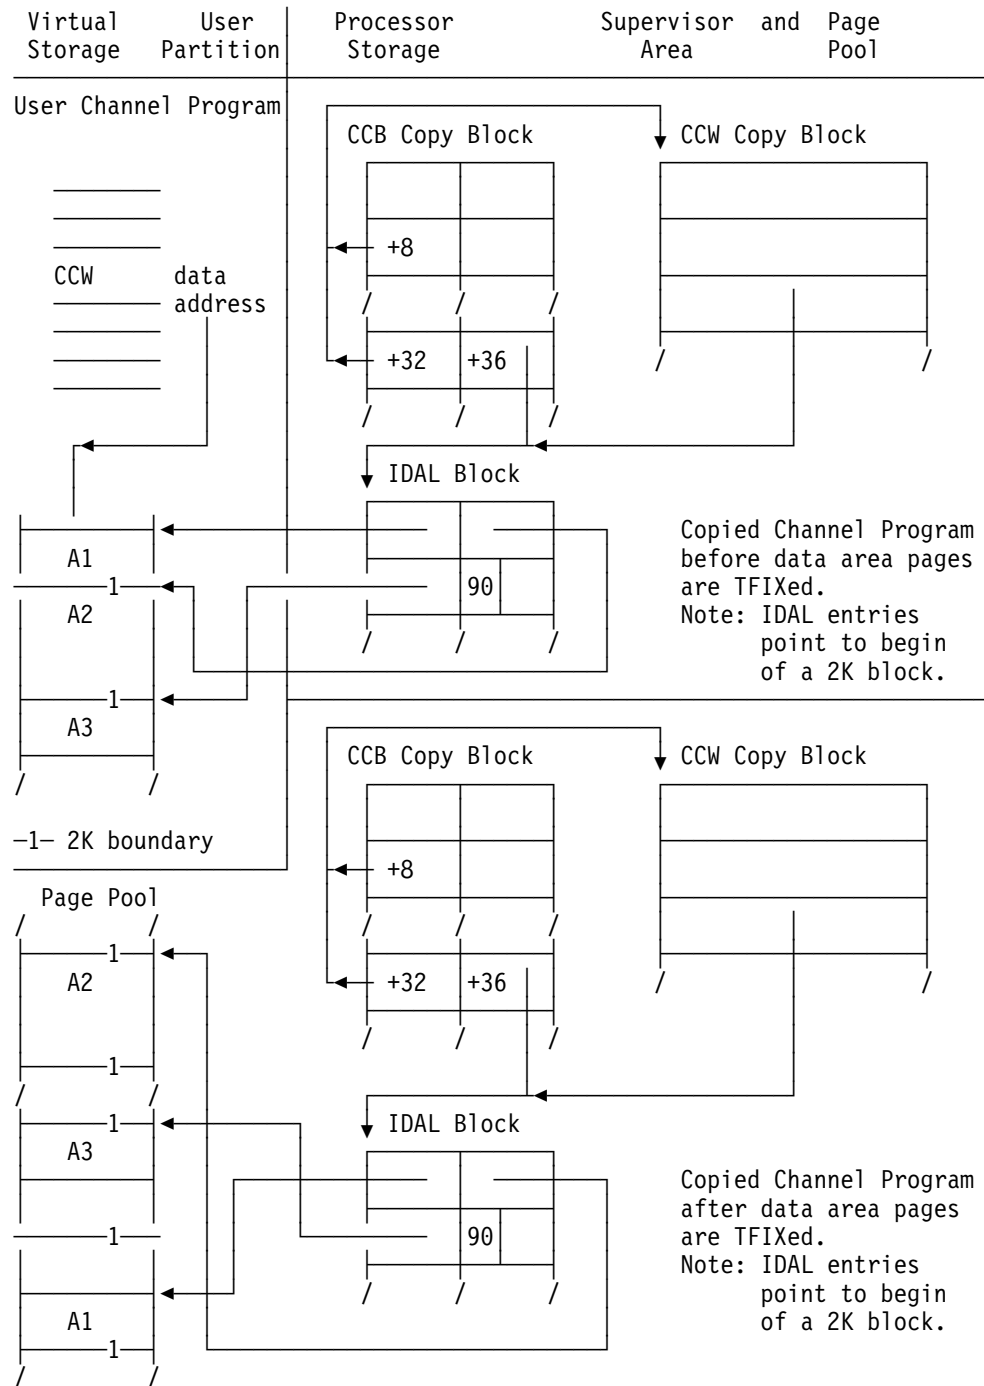 Virtual User Processor Supervisor and Page
Storage Partition Storage Area Pool
User Channel Program
CCB Copy Block CCW Copy Block
+8
CCW data
address
+32 +36
IDAL Block
Copied Channel Program
A1 before data area pages
1 90 are TFIXed.
A2 Note: IDAL entries
point to begin
of a 2K block.
1
A3
CCB Copy Block CCW Copy Block
—1— 2K boundary
+8
Page Pool
1
A2 +32 +36
1
1 IDAL Block
A3
Copied Channel Program
after data area pages
1 90 are TFIXed.
Note: IDAL entries
point to begin
A1 of a 2K block.
1